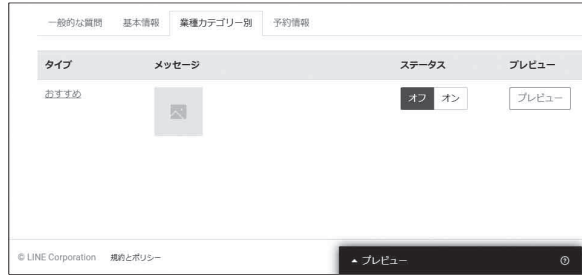 一般的な質問 基本情報 業種カテゴリー別 予約情報
タイプ メッセージ ステータス プレビュー
おすすめ オフ オン プレビュー
© LINE Corporation 規約とポリシー プレビュー